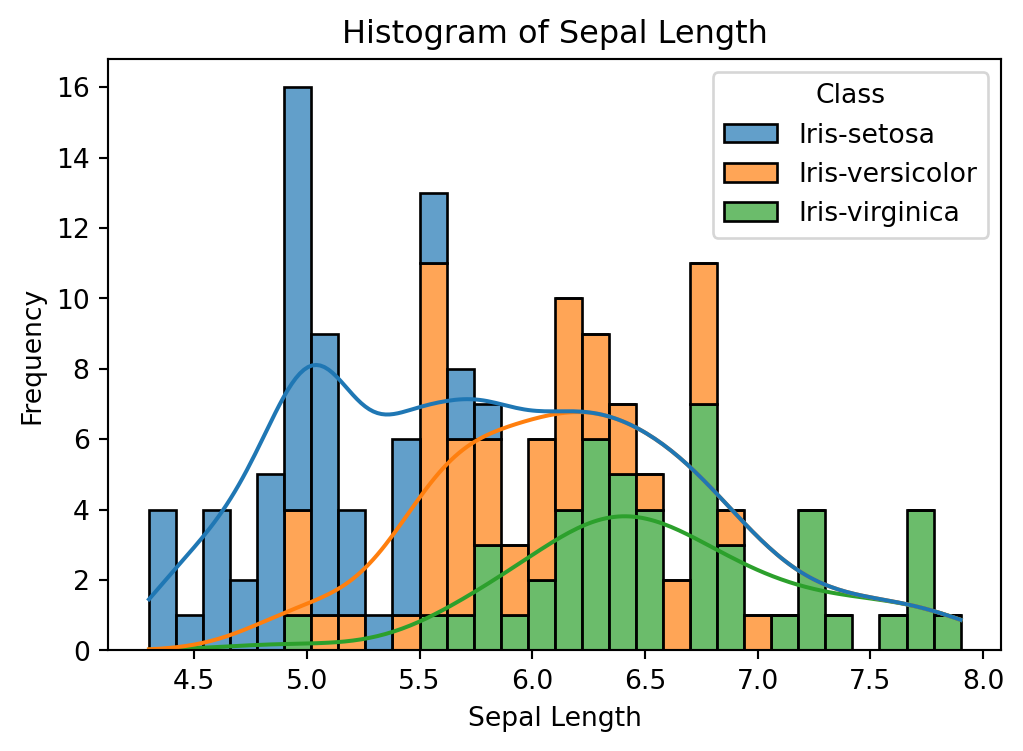 Histogram of Sepal Length
Class
Iris-setosa
Iris-versicolor
Iris-virginica
Frequency
16
14
12
10
8
6
4
2
0
4.5 5.0 5.5 6.0 6.5 7.0 7.5 8.0
Sepal Length